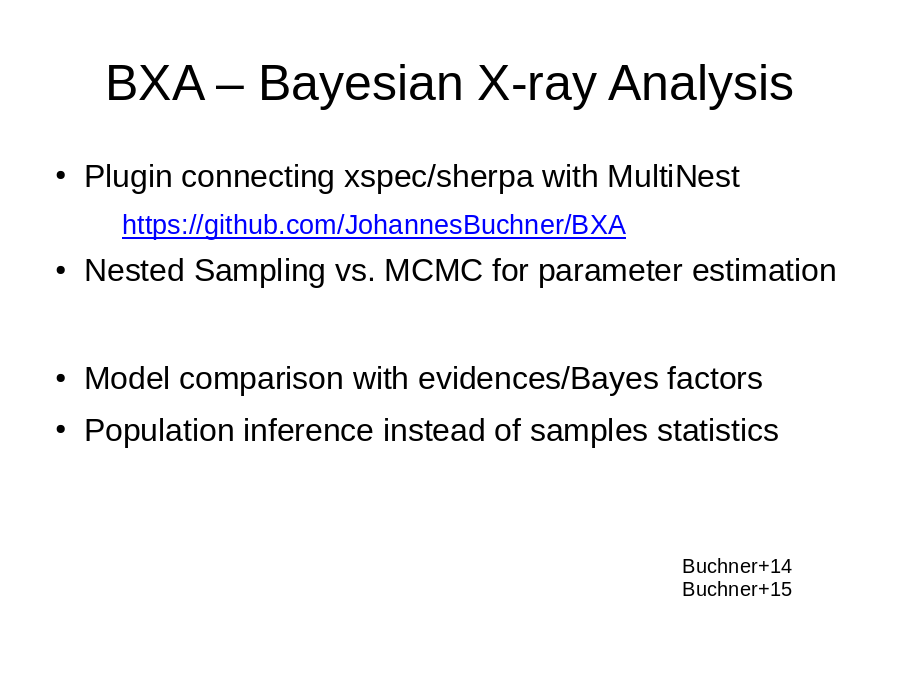 BXA – Bayesian X-ray Analysis
• Plugin connecting xspec/sherpa with MultiNest
https://github.com/JohannesBuchner/BXA
• Nested Sampling vs. MCMC for parameter estimation
• Model comparison with evidences/Bayes factors
• Population inference instead of samples statistics
Buchner+14
Buchner+15